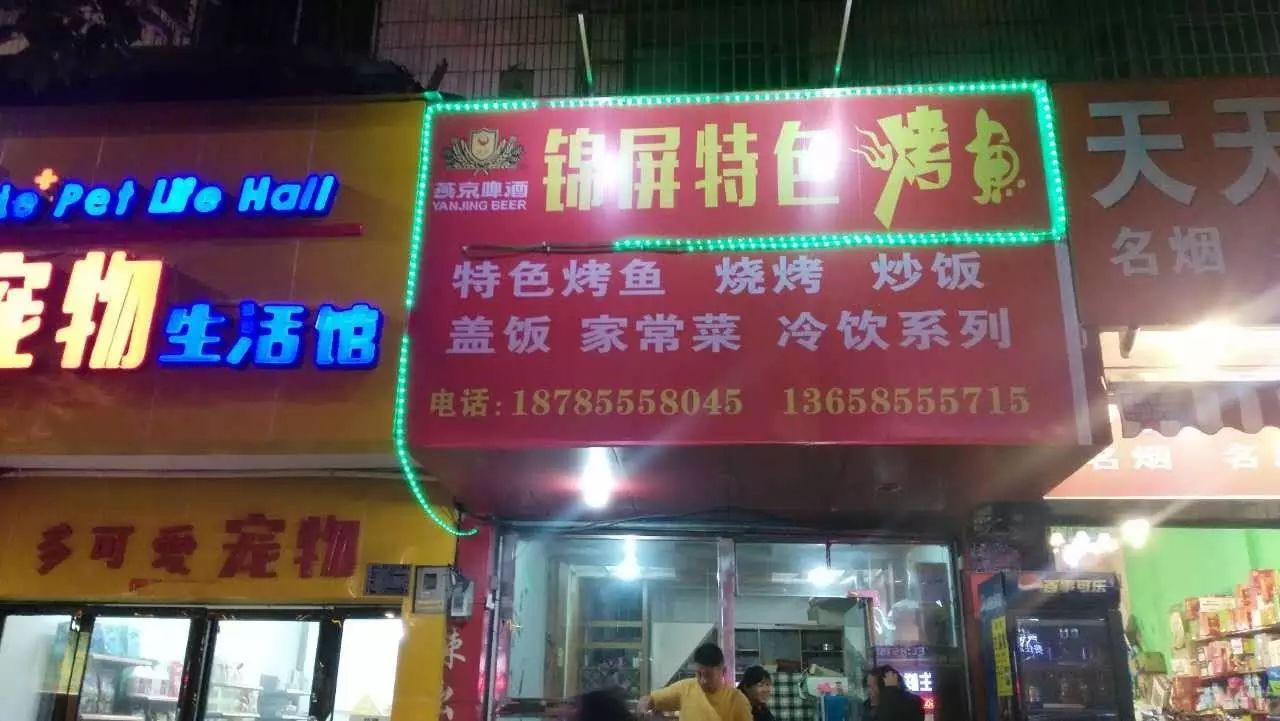 Pet Life Hall
宠物生活馆
多可爱宠物
燕京啤酒
YANJING BEER
锦屏特色烤鱼
特色烤鱼 烧烤 炒饭
盖饭 家常菜 冷饮系列
电话:18785558045 13658555715
天天
名烟
名烟 名
百事可乐